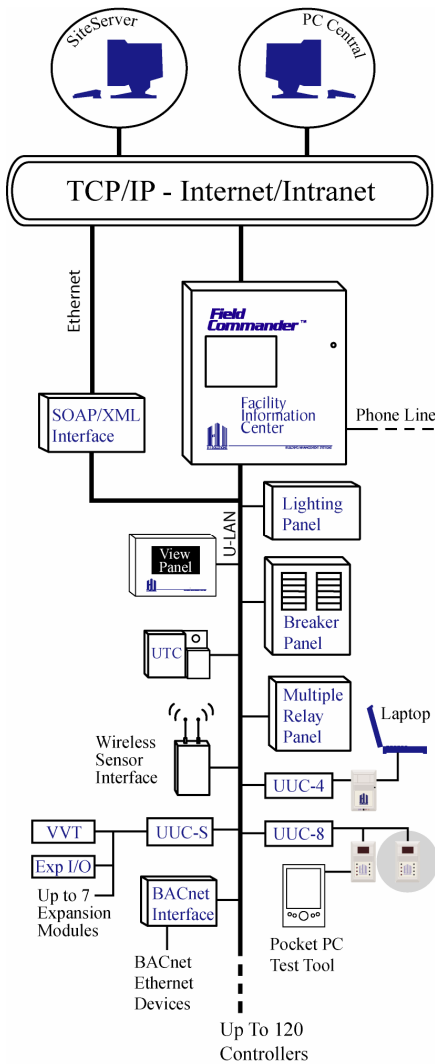 SiteServer
PC Central
TCP/IP - Internet/Intranet
Ethernet
Field
Commander™
Facility
Information
Center
Phone Line
SOAP/XML
Interface
U-LAN
Lighting
Panel
View
Panel
Breaker
Panel
UTC
Multiple
Relay
Panel
Laptop
Wireless
Sensor
Interface
UUC-4
VVT
UUC-S
UUC-8
Exp I/O
Up to 7
Expansion
Modules
BACnet
Interface
Pocket PC
Test Tool
BACnet
Ethernet
Devices
Up To 120
Controllers